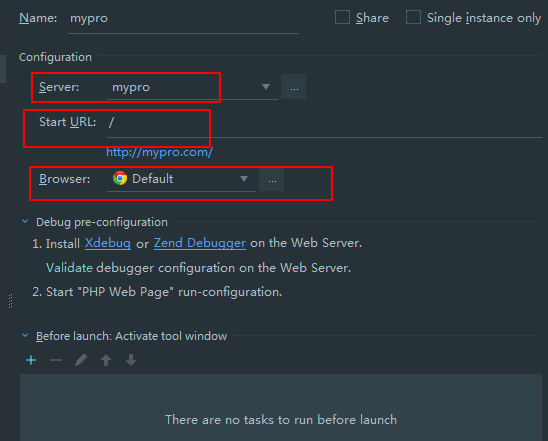 Name: mypro Share Single instance only
Configuration
Server: mypro ...
Start URL: /
http://mypro.com/
Browser: Default ...
Debug pre-configuration
1. Install Xdebug or Zend Debugger on the Web Server.
Validate debugger configuration on the Web Server.
2. Start "PHP Web Page" run-configuration.
Before launch: Activate tool window
There are no tasks to run before launch